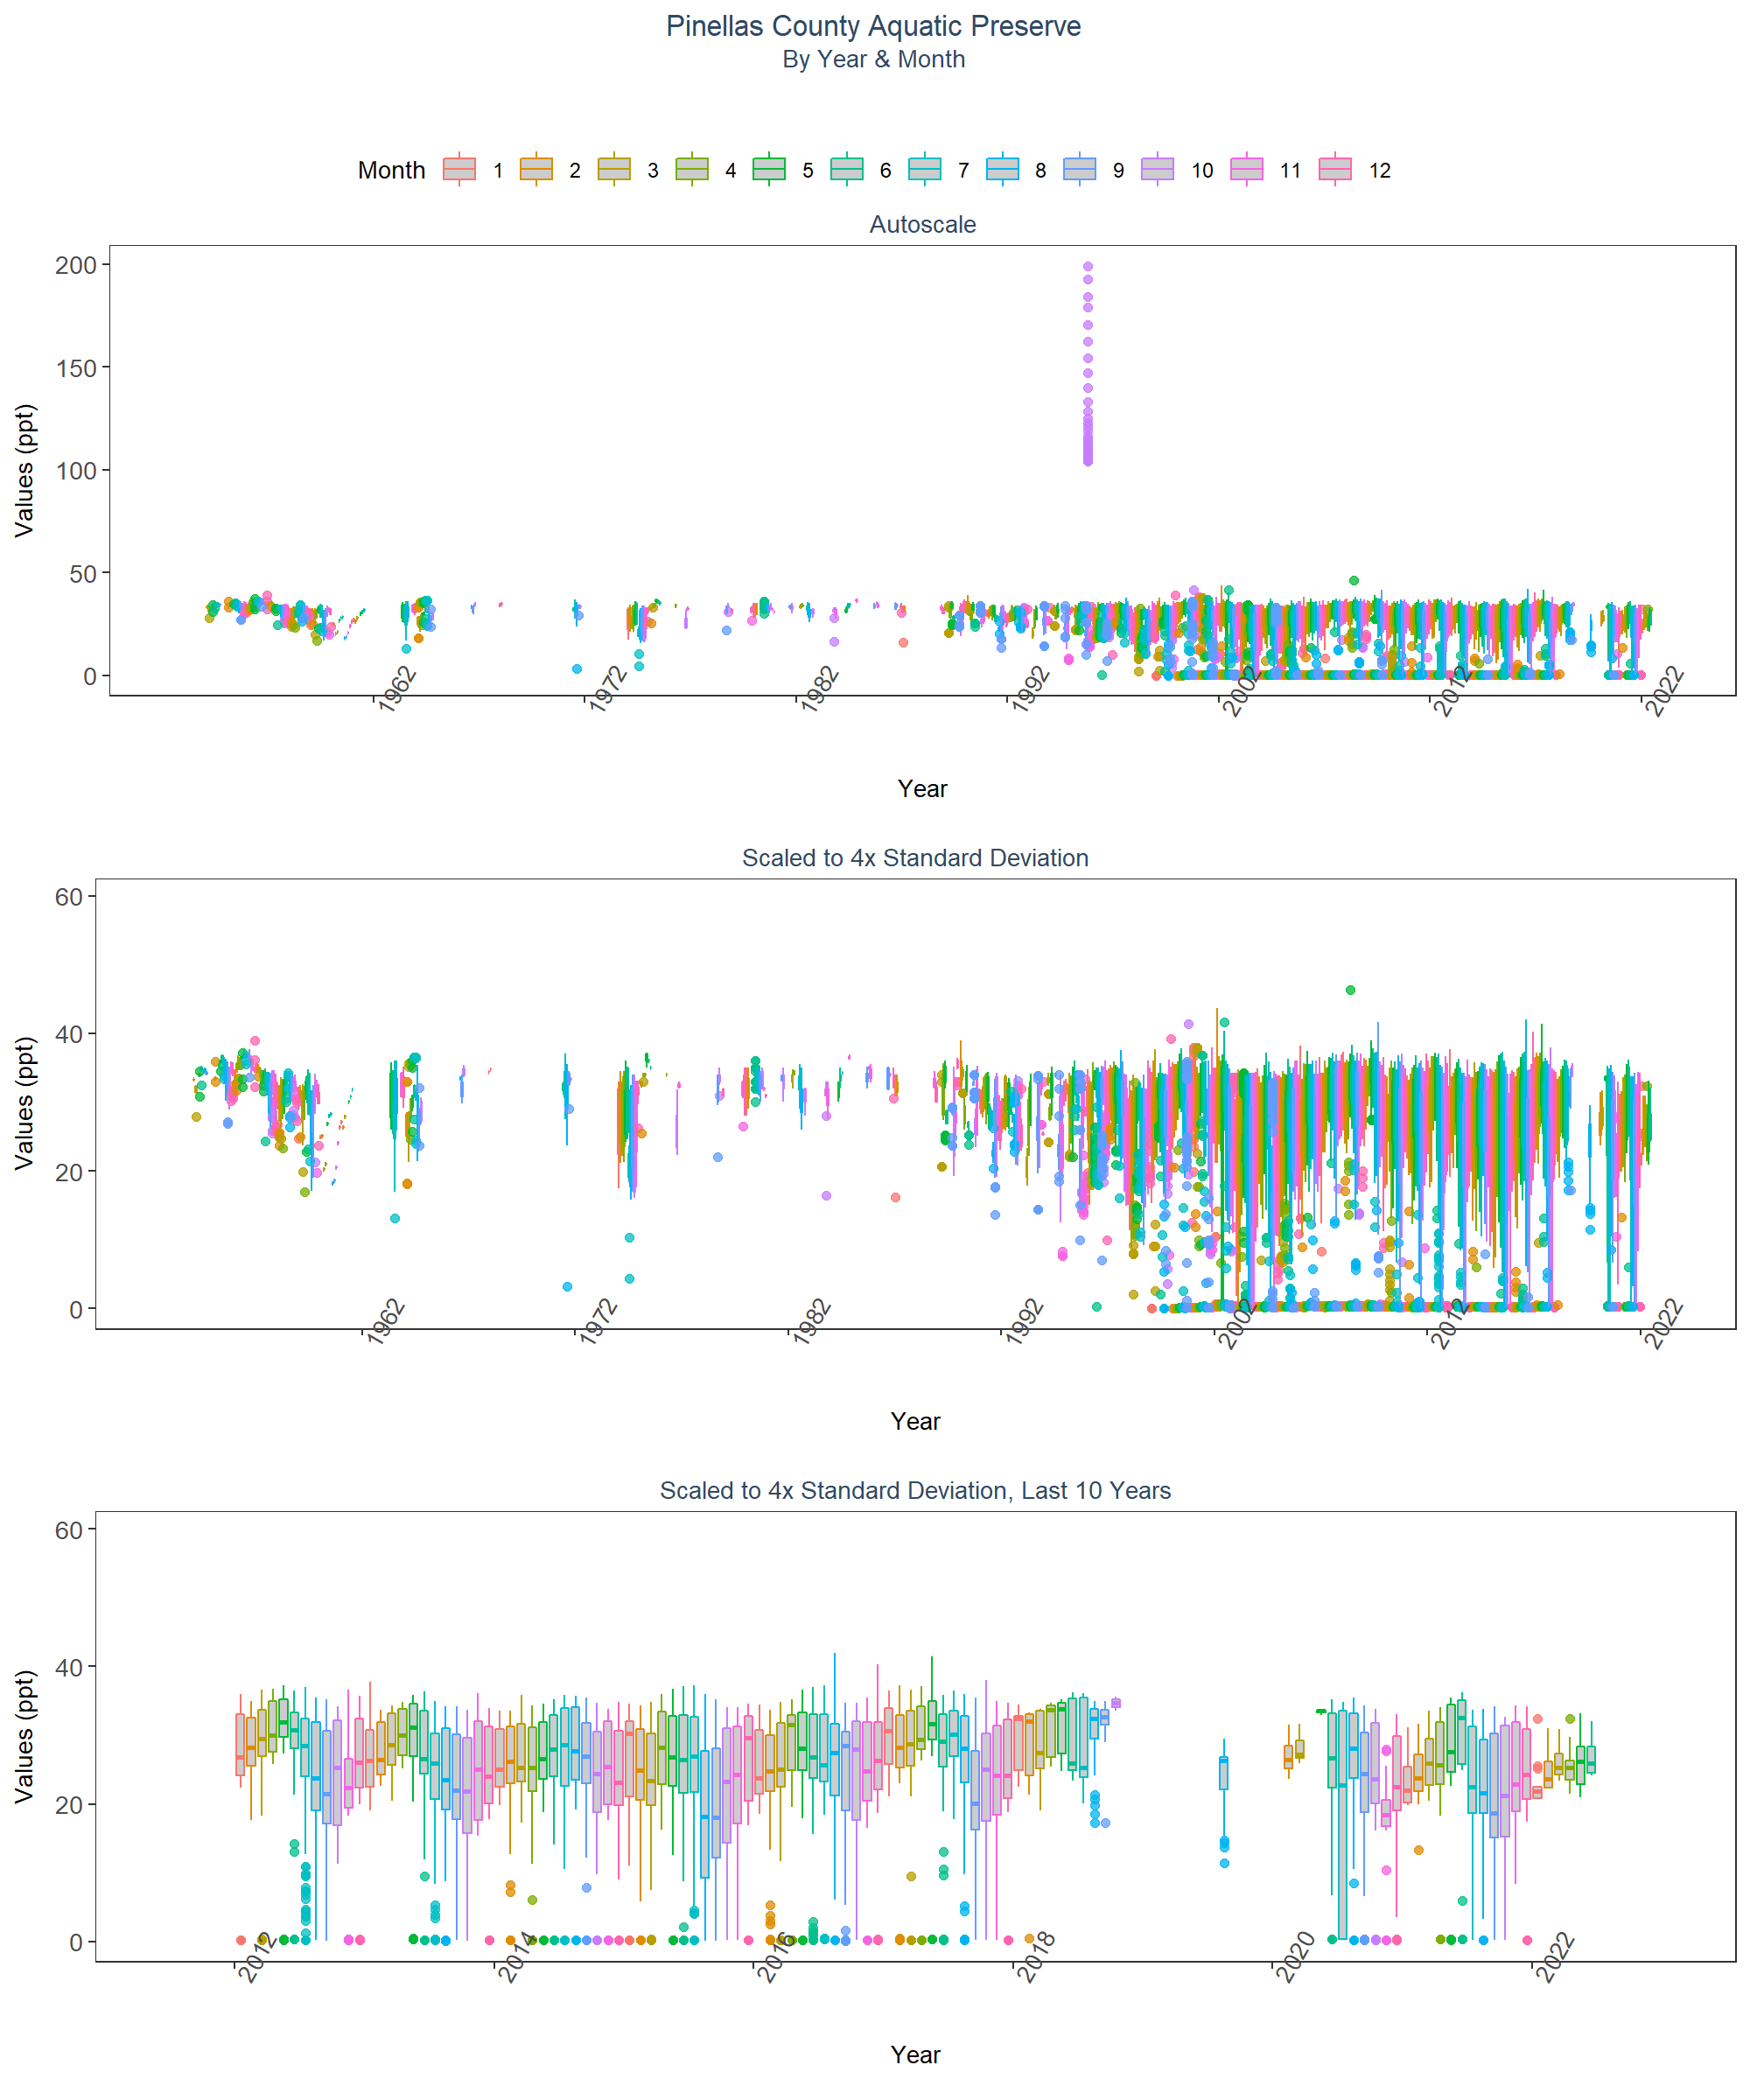 Pinellas County Aquatic Preserve
By Year & Month
Month 1 2 3 4 5 6 7 8 9 10 11 12
Autoscale
200
150
100
50
0
Values (ppt)
1962 1972 1982 1992 2002 2012 2022
Year
Scaled to 4x Standard Deviation
60
40
20
0
Values (ppt)
1962 1972 1982 1992 2002 2012 2022
Year
Scaled to 4x Standard Deviation, Last 10 Years
60
40
20
0
Values (ppt)
2012 2014 2016 2018 2020 2022
Year